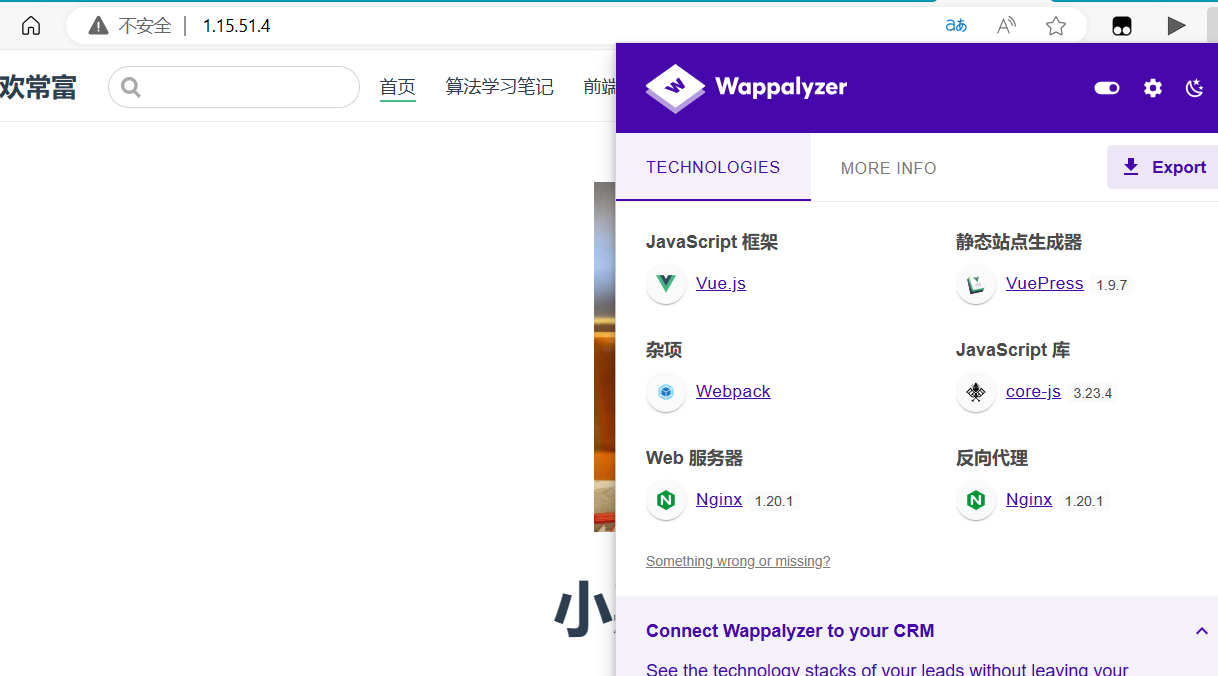 不安全 1.15.51.4
欢常富 首页 算法学习笔记 前端
Wappalyzer
TECHNOLOGIES MORE INFO Export
JavaScript 框架
Vue.js
静态站点生成器
VuePress 1.9.7
杂项
Webpack
JavaScript 库
core-js 3.23.4
Web 服务器
Nginx 1.20.1
反向代理
Nginx 1.20.1
Something wrong or missing?
小
Connect Wappalyzer to your CRM
See the technology stacks of your leads without leaving your